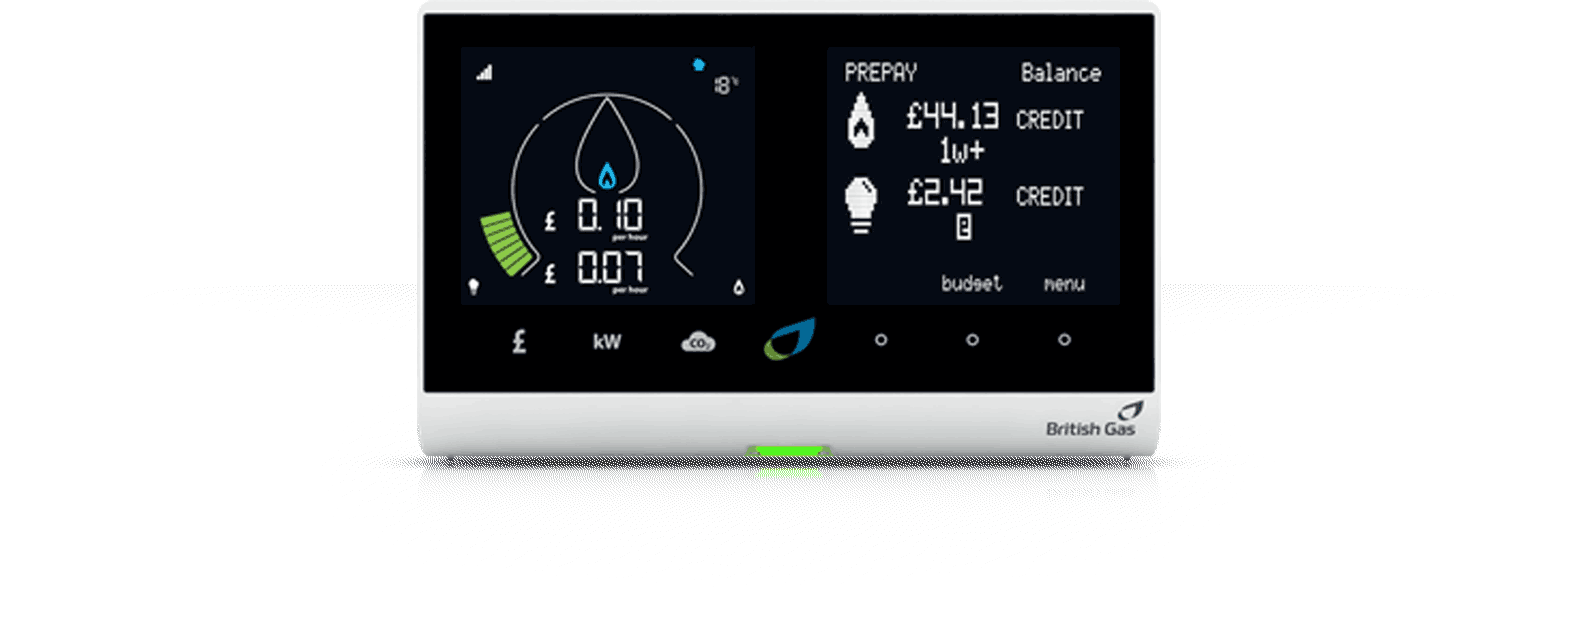 18°
£ 0.10
per hour
£ 0.07
per hour
PREPAY Balance
£44.13 CREDIT
1w+
£2.42 CREDIT
e
budget menu
£ kW CO₂
British Gas